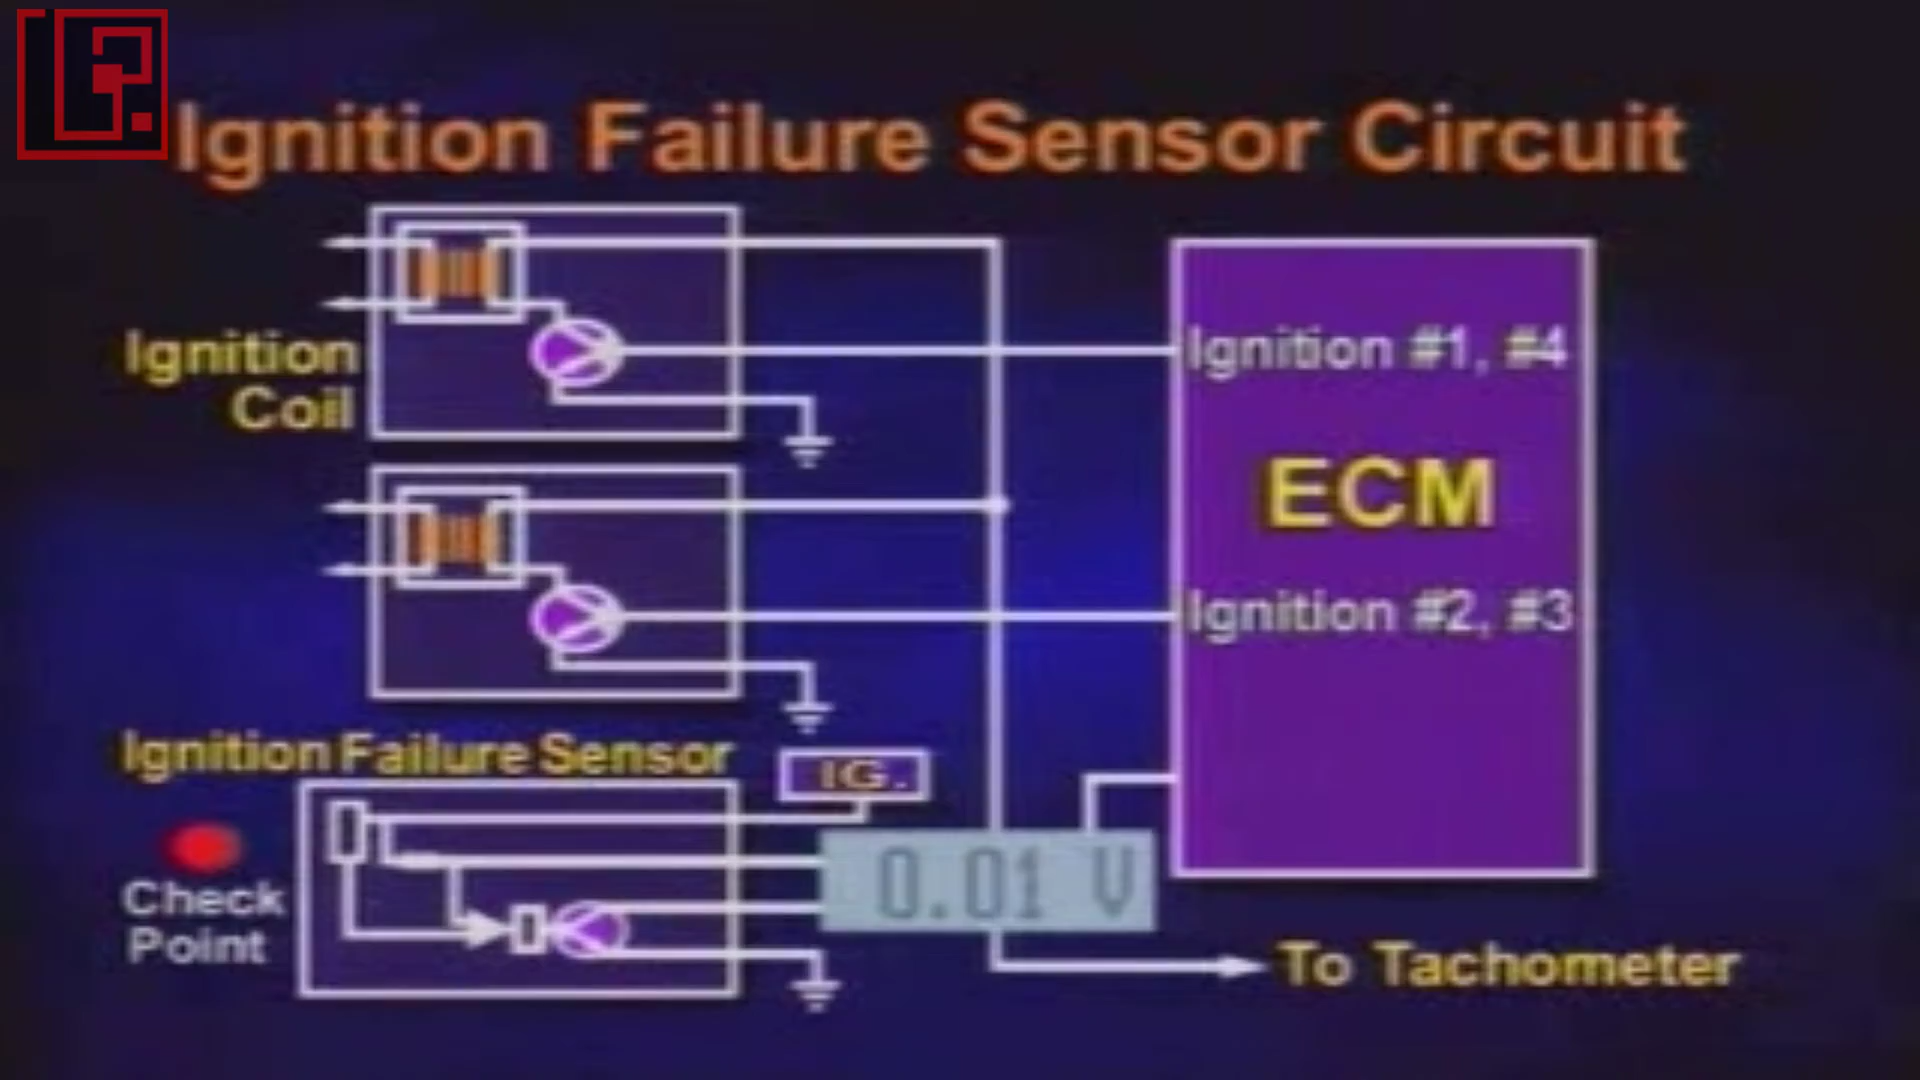 Ignition Failure Sensor Circuit
Ignition
Coil
Ignition #1, #4
ECM
Ignition #2, #3
Ignition Failure Sensor
IG.
0.01 V
Check
Point
To Tachometer